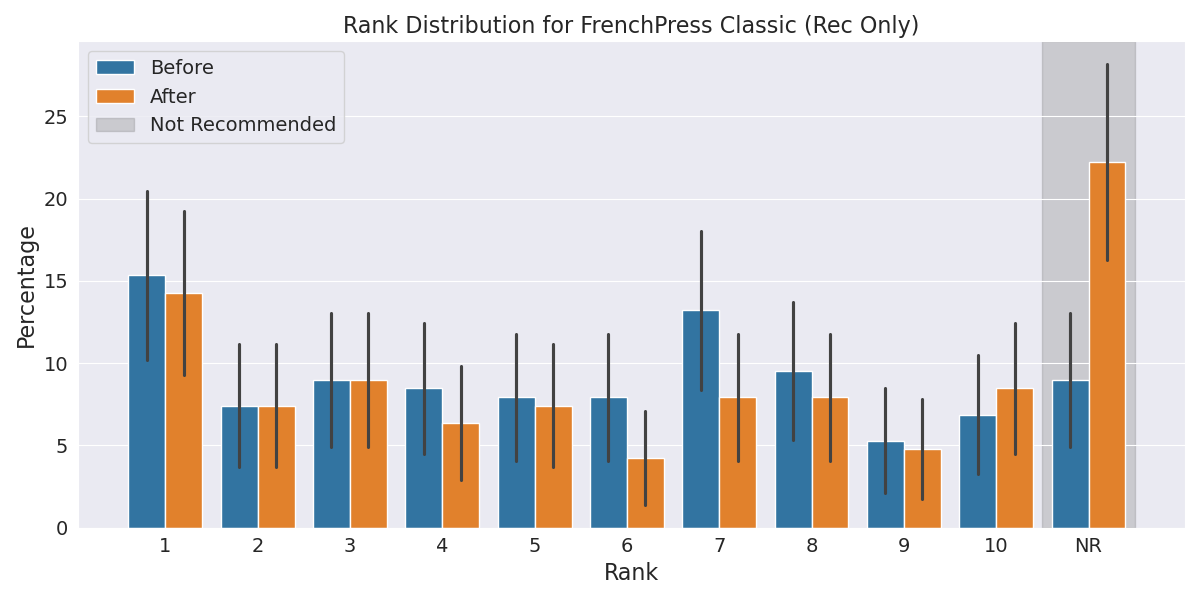 Rank Distribution for FrenchPress Classic (Rec Only)
Before
After
Not Recommended
Percentage
25
20
15
10
5
0
1 2 3 4 5 6 7 8 9 10 NR
Rank